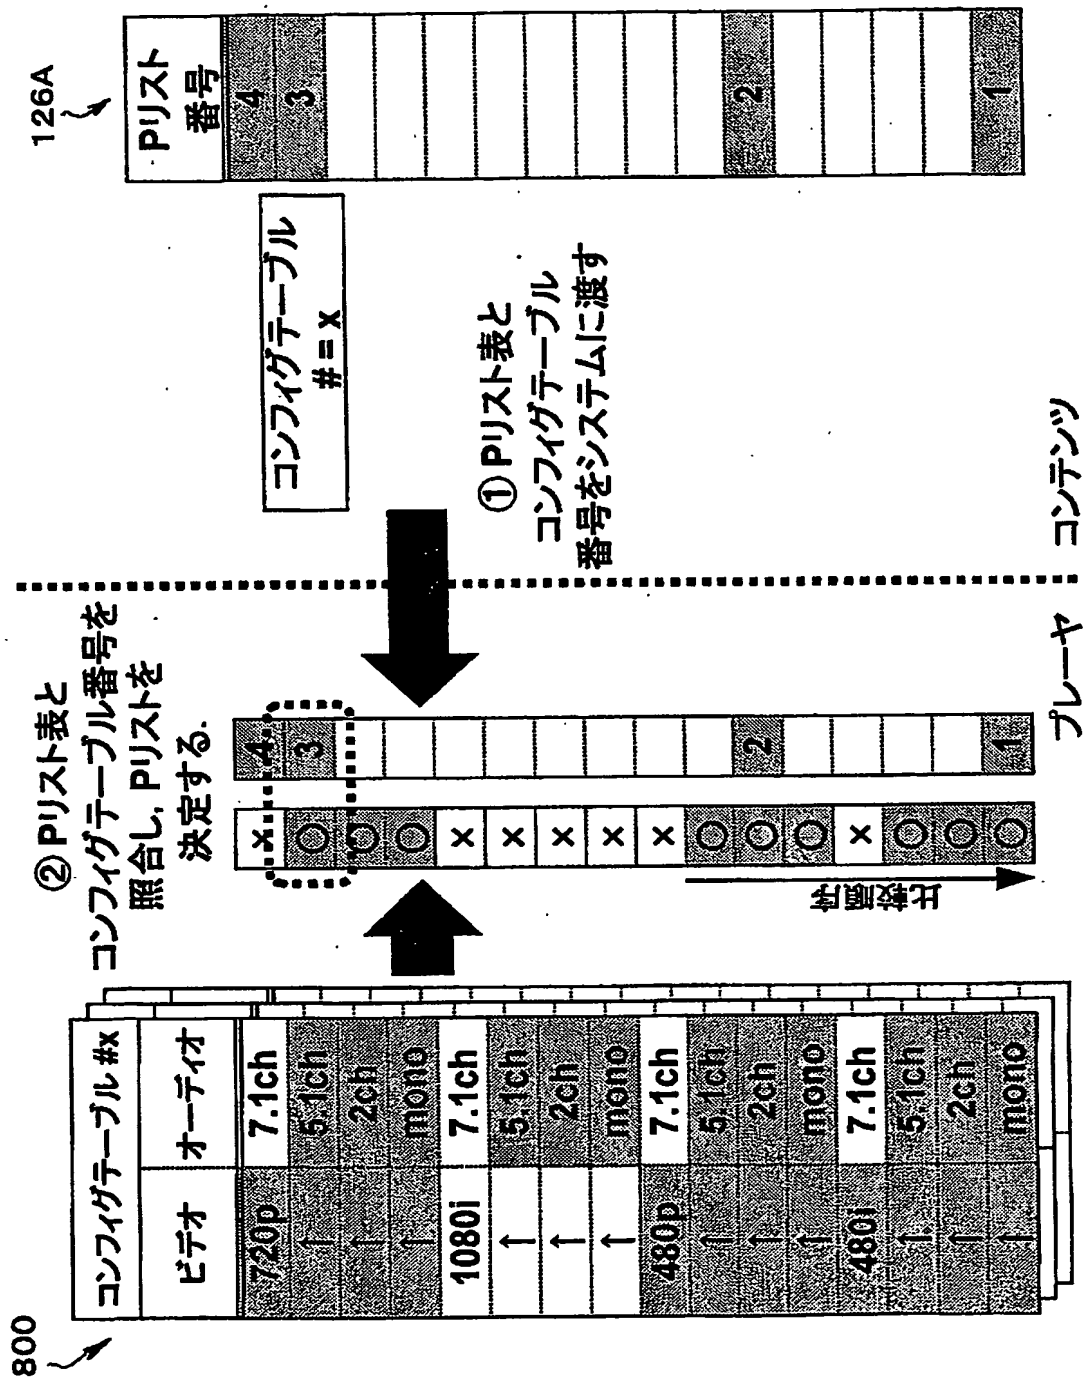 800
コンフィグテーブル #x
ビデオ オーディオ
720p 7.1ch
↑ 5.1ch
↑ 2ch
↑ mono
1080i 7.1ch
↑ 5.1ch
↑ 2ch
↑ mono
480p 7.1ch
↑ 5.1ch
↑ 2ch
↑ mono
480i 7.1ch
↑ 5.1ch
↑ 2ch
↑ mono
② Pリスト表と
コンフィグテーブル番号を
照合し, Pリストを
決定する.
× 4
○ 3
○
○
×
×
×
×
×
○
○ 2
○
×
○
○
○ 1
比較順序
プレーヤ
コンフィグテーブル
# = x
① Pリスト表と
コンフィグテーブル
番号をシステムに渡す
コンテンツ
126A
Pリスト
番号
4
3
2
1